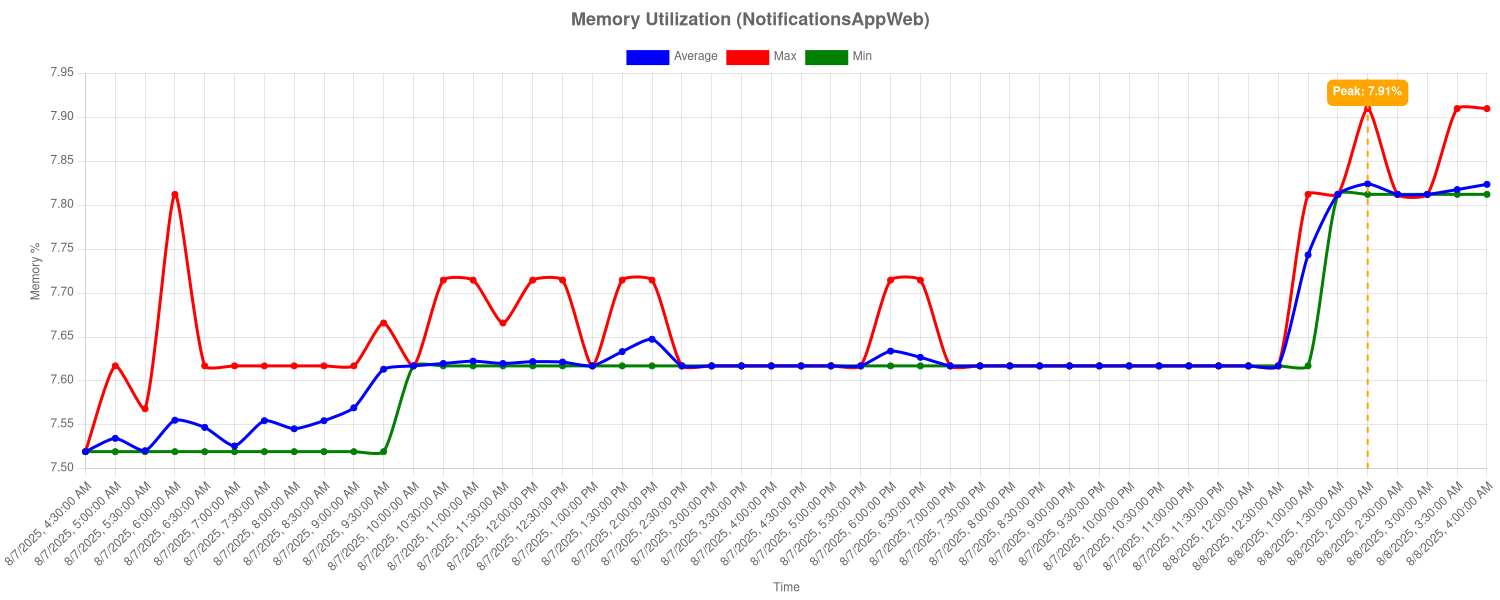 Memory Utilization (NotificationsAppWeb)
Average Max Min
Peak: 7.91%
7.95
7.90
7.85
7.80
7.75
7.70
7.65
7.60
7.55
7.50
Memory %
8/7/2025, 4:30:00 AM
8/7/2025, 5:00:00 AM
8/7/2025, 5:30:00 AM
8/7/2025, 6:00:00 AM
8/7/2025, 6:30:00 AM
8/7/2025, 7:00:00 AM
8/7/2025, 7:30:00 AM
8/7/2025, 8:00:00 AM
8/7/2025, 8:30:00 AM
8/7/2025, 9:00:00 AM
8/7/2025, 9:30:00 AM
8/7/2025, 10:00:00 AM
8/7/2025, 10:30:00 AM
8/7/2025, 11:00:00 AM
8/7/2025, 11:30:00 AM
8/7/2025, 12:00:00 PM
8/7/2025, 12:30:00 PM
8/7/2025, 1:00:00 PM
8/7/2025, 1:30:00 PM
8/7/2025, 2:00:00 PM
8/7/2025, 2:30:00 PM
8/7/2025, 3:00:00 PM
8/7/2025, 3:30:00 PM
8/7/2025, 4:00:00 PM
8/7/2025, 4:30:00 PM
8/7/2025, 5:00:00 PM
8/7/2025, 5:30:00 PM
8/7/2025, 6:00:00 PM
8/7/2025, 6:30:00 PM
8/7/2025, 7:00:00 PM
8/7/2025, 7:30:00 PM
8/7/2025, 8:00:00 PM
8/7/2025, 8:30:00 PM
8/7/2025, 9:00:00 PM
8/7/2025, 9:30:00 PM
8/7/2025, 10:00:00 PM
8/7/2025, 10:30:00 PM
8/7/2025, 11:00:00 PM
8/7/2025, 11:30:00 PM
8/8/2025, 12:00:00 AM
8/8/2025, 12:30:00 AM
8/8/2025, 1:00:00 AM
8/8/2025, 1:30:00 AM
8/8/2025, 2:00:00 AM
8/8/2025, 2:30:00 AM
8/8/2025, 3:00:00 AM
8/8/2025, 3:30:00 AM
8/8/2025, 4:00:00 AM
Time